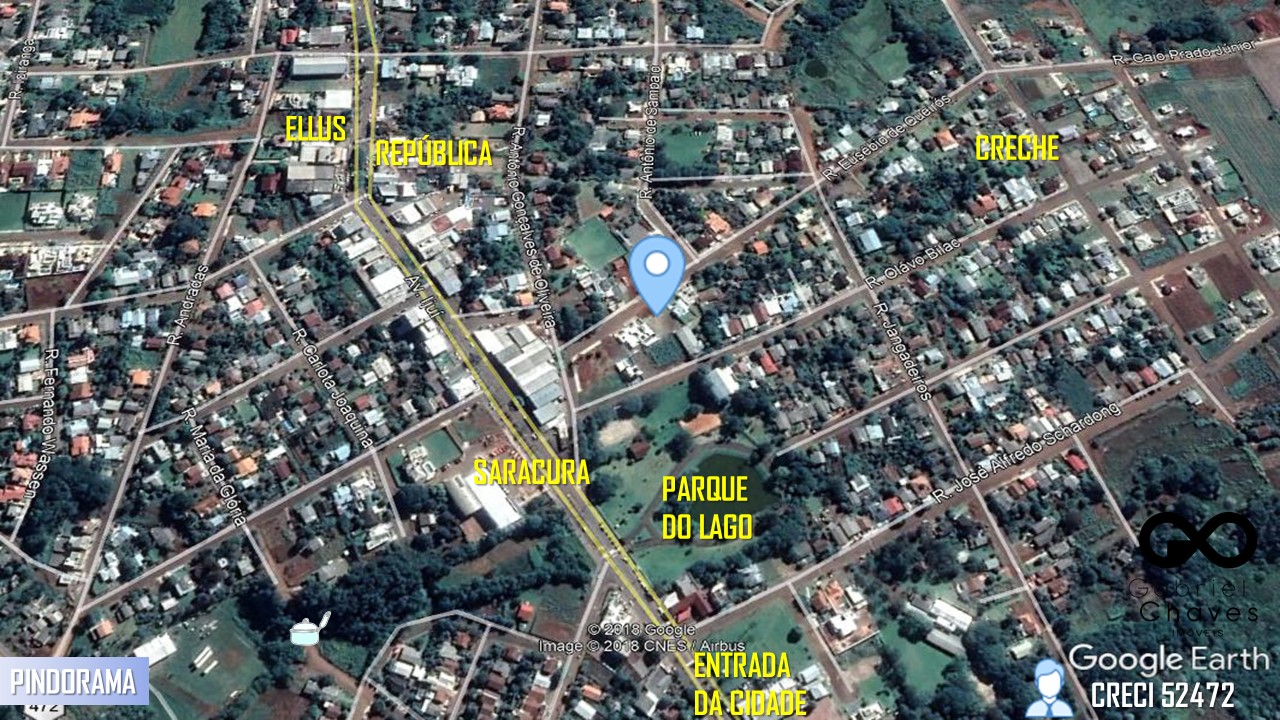 R. Caio Prado Júnior
R. Ipiranga
ELLUS
REPÚBLICA
R. Antônio de Sampaio
R. Eusébio de Queirós
CRECHE
R. Antônio Gonçalves de Oliveira
R. Olavo Bilac
R. Andradas
Av. Ijuí
R. Carlota Joaquina
R. Jangadeiros
R. Fernando Wassen
R. Maria da Glória
R. José Alfredo Schardong
SARACURA
PARQUE
DO LAGO
Gabriel
Chaves
© 2018 Google
Image © 2018 CNES / Airbus
ENTRADA
DA CIDADE
Google Earth
CRECI 52472
PINDORAMA
472